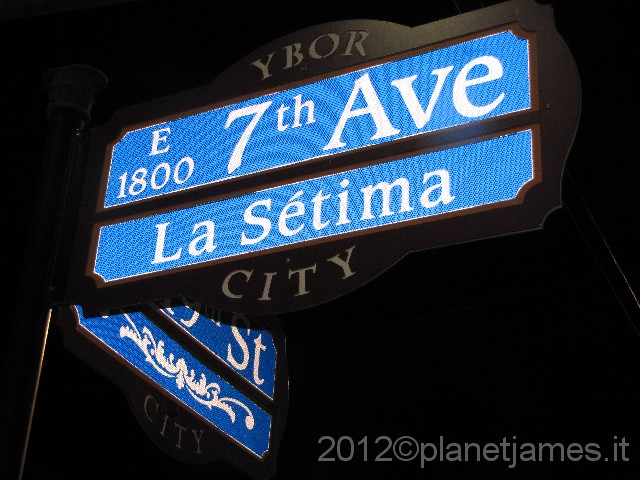 YBOR
E 7th Ave
1800
La Sétima
CITY
St
CITY
2012©planetjames.it